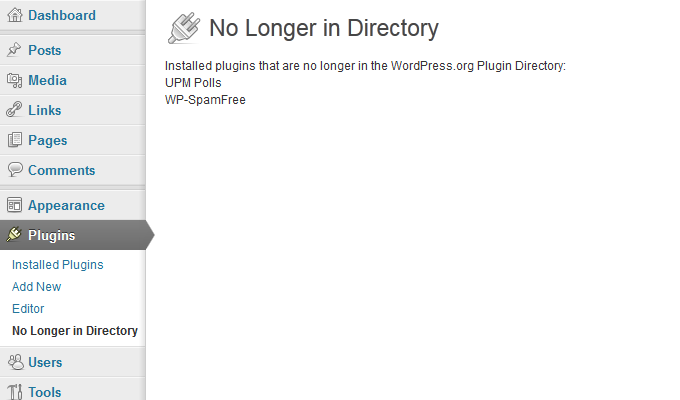 Dashboard
Posts
Media
Links
Pages
Comments
Appearance
Plugins
Installed Plugins
Add New
Editor
No Longer in Directory
Users
Tools
No Longer in Directory
Installed plugins that are no longer in the WordPress.org Plugin Directory:
UPM Polls
WP-SpamFree